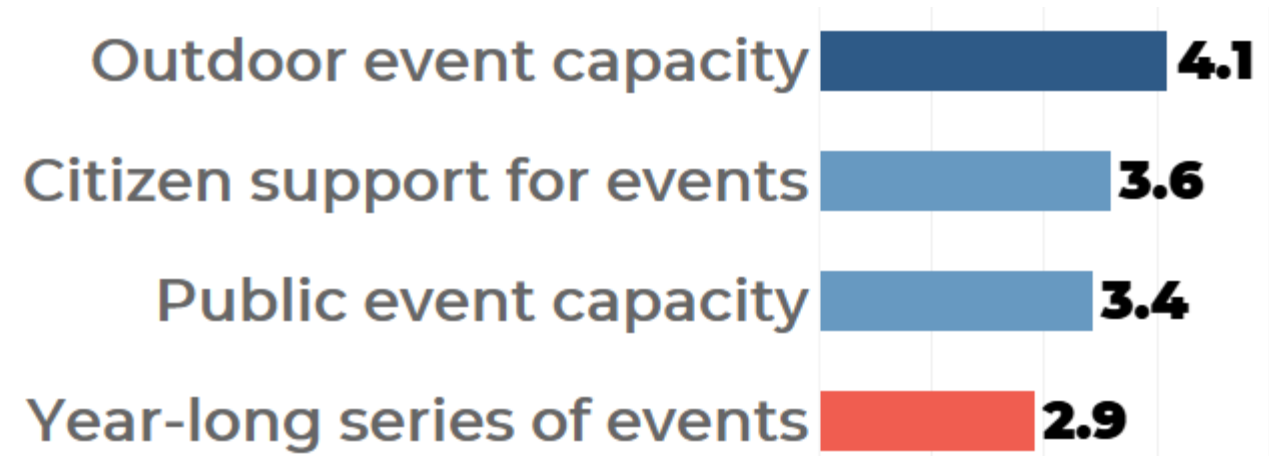 Outdoor event capacity 4.1
Citizen support for events 3.6
Public event capacity 3.4
Year-long series of events 2.9